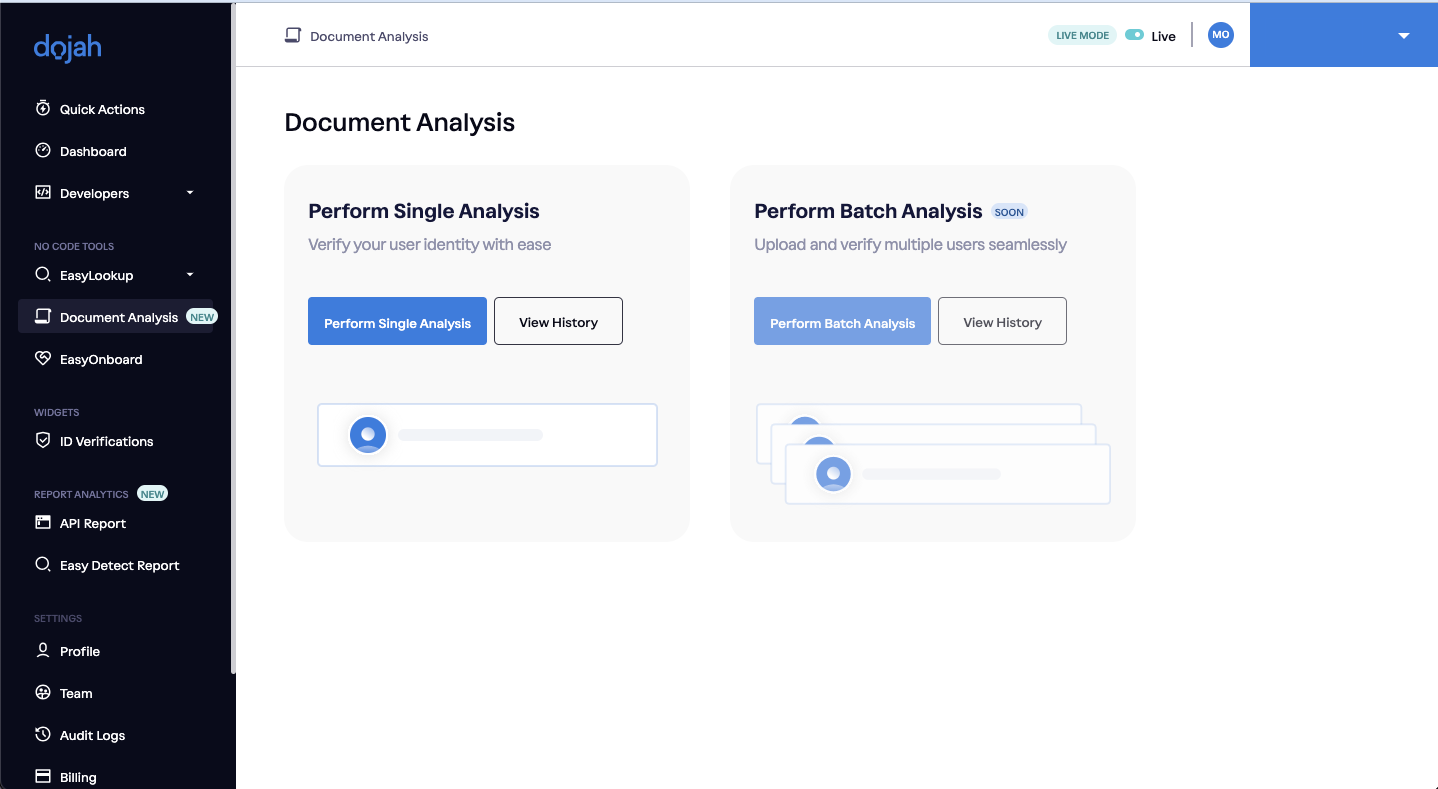 dojah
Quick Actions
Dashboard
Developers
NO CODE TOOLS
EasyLookup
Document Analysis NEW
EasyOnboard
WIDGETS
ID Verifications
REPORT ANALYTICS NEW
API Report
Easy Detect Report
SETTINGS
Profile
Team
Audit Logs
Billing
Document Analysis
LIVE MODE Live MO
Document Analysis
Perform Single Analysis
Verify your user identity with ease
Perform Single Analysis View History
Perform Batch Analysis SOON
Upload and verify multiple users seamlessly
Perform Batch Analysis View History